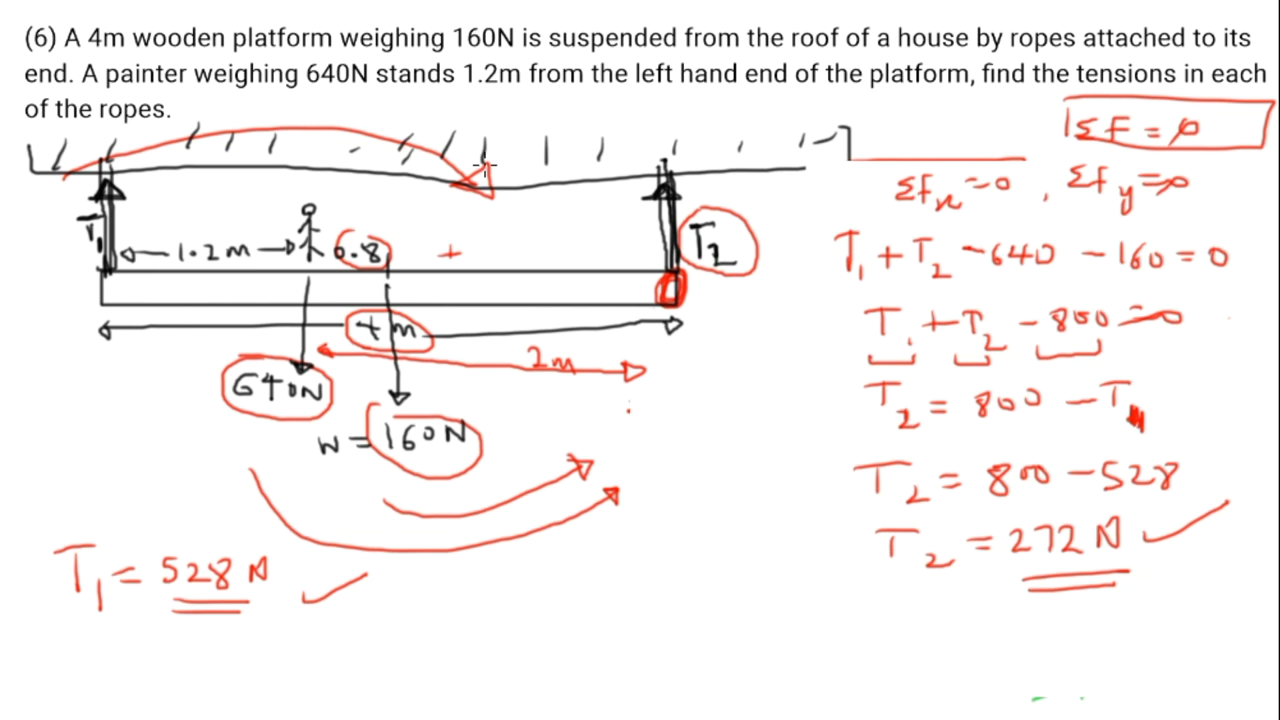 (6) A 4m wooden platform weighing 160N is suspended from the roof of a house by ropes attached to its
end. A painter weighing 640N stands 1.2m from the left hand end of the platform, find the tensions in each
of the ropes.
ΣF = 0
ΣFx = 0 , ΣFy = 0
T1 1.2m 0.8 + T2
T1 + T2 - 640 - 160 = 0
4m
T1 + T2 - 800 = 0
2m
640N
T2 = 800 - T1
W = 160N
T2 = 800 - 528
T2 = 272 N
T1 = 528 N